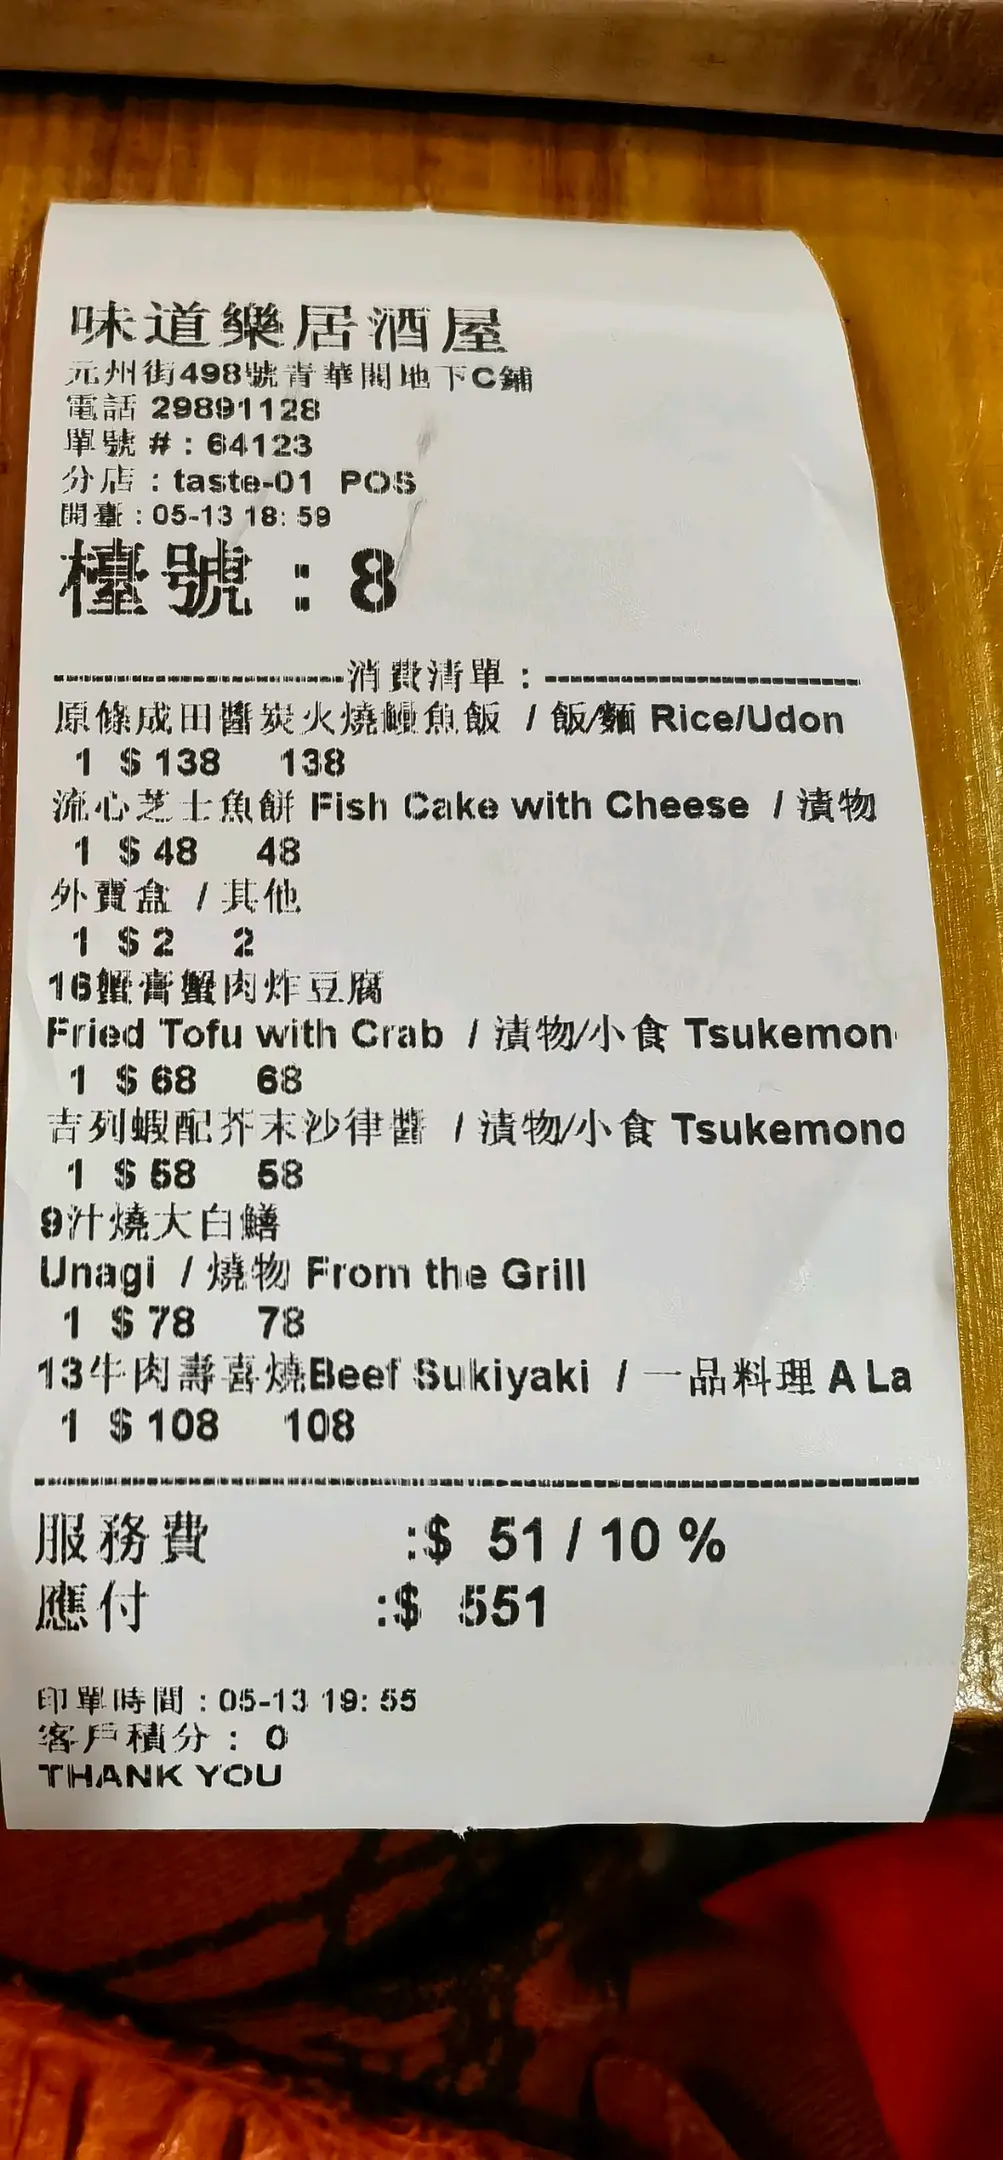 味道樂居酒屋
元州街498號青華閣地下C鋪
電話 29891128
單號 # : 64123
分店 : taste-01 POS
開臺 : 05-13 18: 59
檯號 : 8
消費清單 :
原條成田醬炭火燒鰻魚飯 / 飯/麵 Rice/Udon
1 $ 138 138
流心芝士魚餅 Fish Cake with Cheese / 漬物
1 $ 48 48
外賣盒 / 其他
1 $ 2 2
16蟹膏蟹肉炸豆腐
Fried Tofu with Crab / 漬物/小食 Tsukemon
1 $ 68 68
吉列蝦配芥末沙律醬 / 漬物/小食 Tsukemono
1 $ 58 58
9汁燒大白鱔
Unagi / 燒物 From the Grill
1 $ 78 78
13牛肉壽喜燒Beef Sukiyaki / 一品料理 A La
1 $ 108 108
服務費 :$ 51 / 10 %
應付 :$ 551
印單時間 : 05-13 19: 55
客戶積分 : 0
THANK YOU